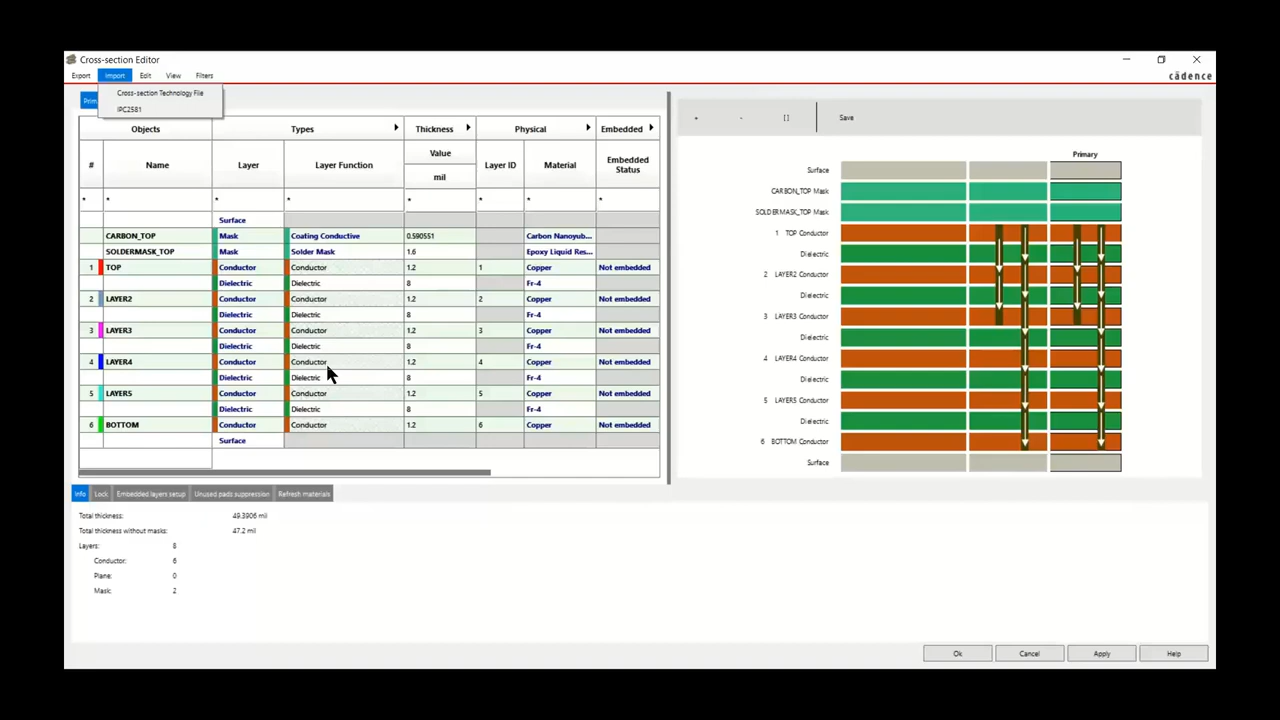 Cross-section Editor
Export Import Edit View Filters
cādence
Cross-section Technology File
IPC2581
Prim
Objects Types Thickness Physical Embedded
# Name Layer Layer Function Value mil Layer ID Material Embedded Status
* * * * * * * *
Surface
CARBON_TOP Mask Coating Conductive 0.590551 Carbon Nanoyub...
SOLDERMASK_TOP Mask Solder Mask 1.6 Epoxy Liquid Res...
1 TOP Conductor Conductor 1.2 1 Copper Not embedded
Dielectric Dielectric 8 Fr-4
2 LAYER2 Conductor Conductor 1.2 2 Copper Not embedded
Dielectric Dielectric 8 Fr-4
3 LAYER3 Conductor Conductor 1.2 3 Copper Not embedded
Dielectric Dielectric 8 Fr-4
4 LAYER4 Conductor Conductor 1.2 4 Copper Not embedded
Dielectric Dielectric 8 Fr-4
5 LAYER5 Conductor Conductor 1.2 5 Copper Not embedded
Dielectric Dielectric 8 Fr-4
6 BOTTOM Conductor Conductor 1.2 6 Copper Not embedded
Surface
+ - [ ] Save
Primary
Surface
CARBON_TOP Mask
SOLDERMASK_TOP Mask
1 TOP Conductor
Dielectric
2 LAYER2 Conductor
Dielectric
3 LAYER3 Conductor
Dielectric
4 LAYER4 Conductor
Dielectric
5 LAYER5 Conductor
Dielectric
6 BOTTOM Conductor
Surface
Info Lock Embedded layers setup Unused pads suppression Refresh materials
Total thickness: 49.3906 mil
Total thickness without masks: 47.2 mil
Layers: 8
Conductor: 6
Plane: 0
Mask: 2
Ok Cancel Apply Help